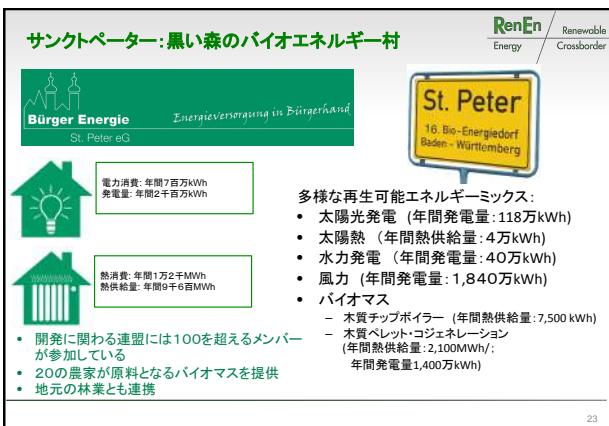 サンクトペーター：黒い森のバイオエネルギー村
RenEn Renewable
Energy Crossborder
Bürger Energie
St. Peter eG
Energieversorgung in Bürgerhand
St. Peter
16. Bio-Energiedorf
Baden - Württemberg
電力消費: 年間7百万kWh
発電量: 年間2千百万kWh
熱消費: 年間1万2千MWh
熱供給量: 年間9千6百MWh
• 開発に関わる連盟には100を超えるメンバー
が参加している
• 20の農家が原料となるバイオマスを提供
• 地元の林業とも連携
多様な再生可能エネルギーミックス：
• 太陽光発電 (年間発電量：118万kWh)
• 太陽熱 （年間熱供給量：4万kWh)
• 水力発電 （年間発電量：40万kWh)
• 風力 (年間発電量：1,840万kWh)
• バイオマス
– 木質チップボイラー (年間熱供給量：7,500 kWh)
– 木質ペレット・コジェネレーション
(年間熱供給量：2,100MWh/;
年間発電量1,400万kWh)
23